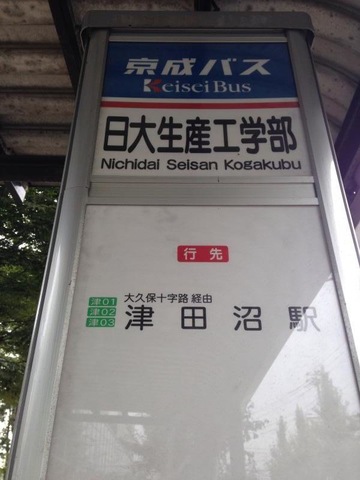 京成バス
KeiseiBus
日大生産工学部
Nichidai Seisan Kogakubu
行先
津01
津02
津03
大久保十字路 経由
津田沼駅